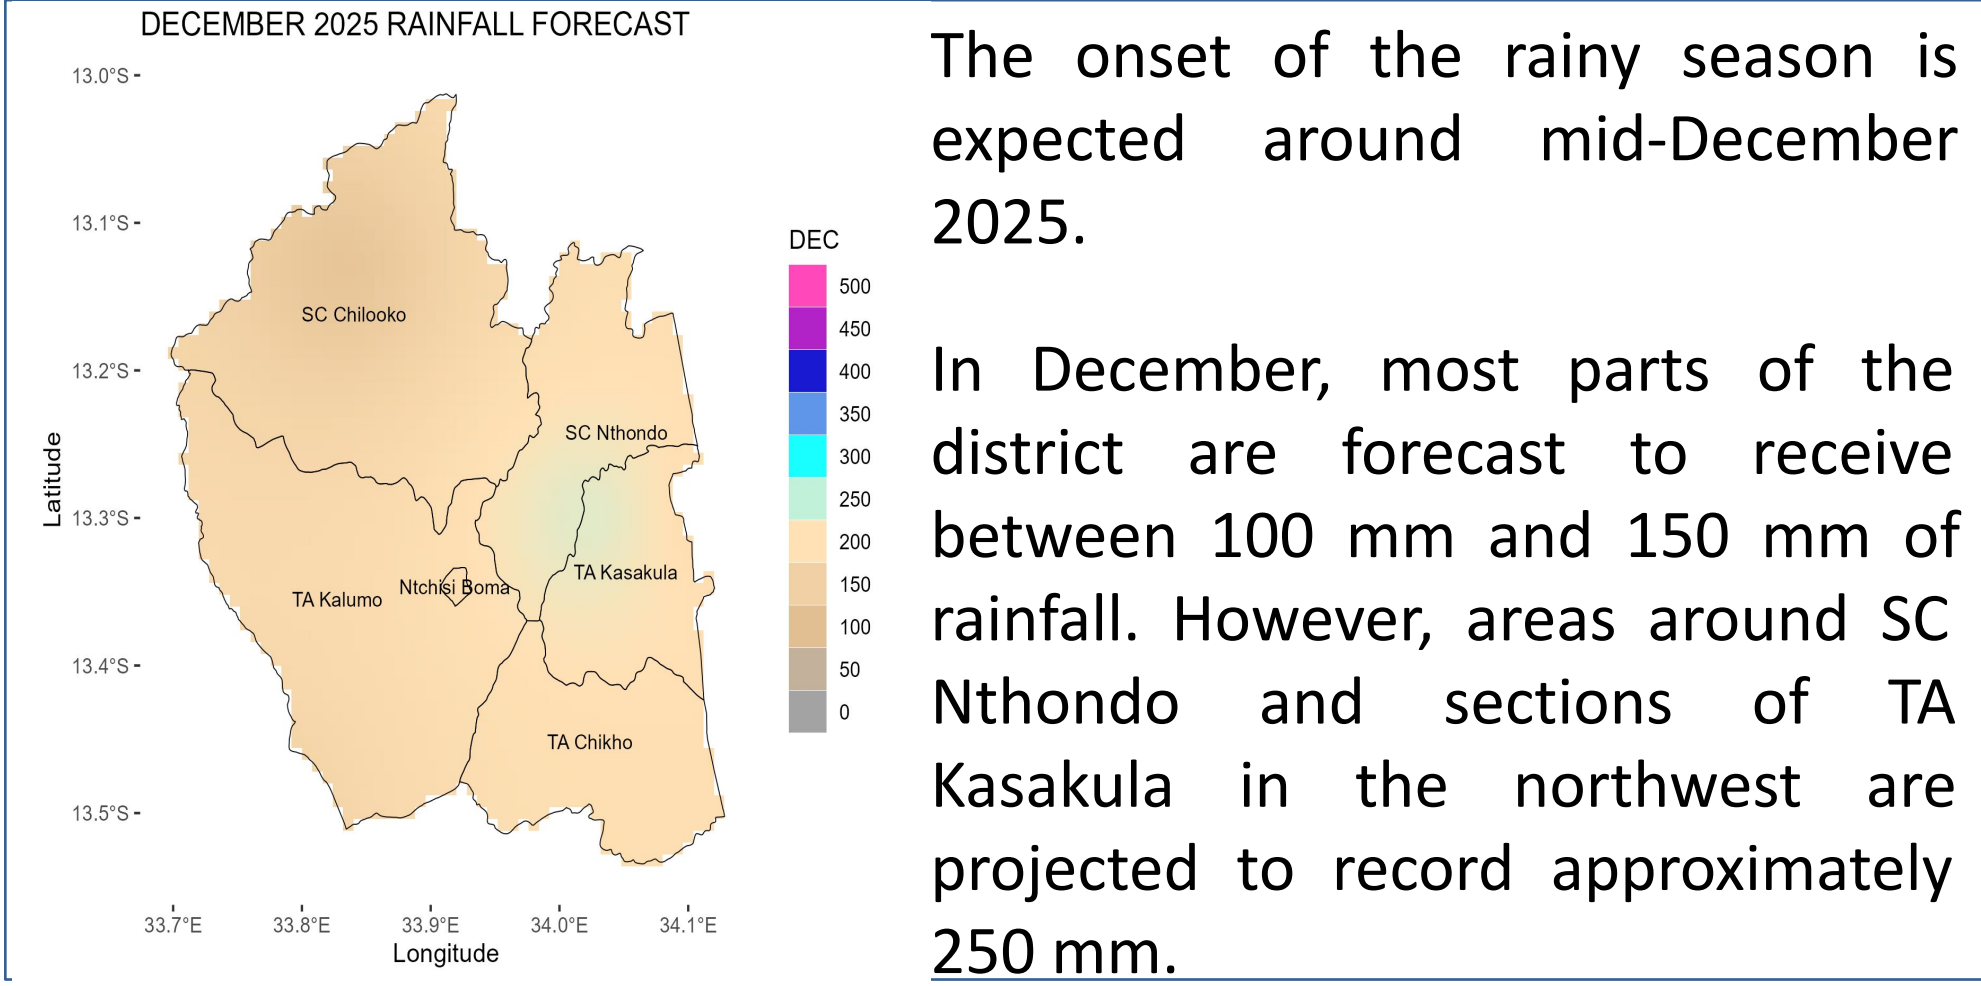 DECEMBER 2025 RAINFALL FORECAST
13.0°S
13.1°S
13.2°S
13.3°S
13.4°S
13.5°S
Latitude
SC Chilooko
SC Nthondo
TA Kasakula
Ntchisi Boma
TA Kalumo
TA Chikho
33.7°E
33.8°E
33.9°E
34.0°E
34.1°E
Longitude
DEC
500
450
400
350
300
250
200
150
100
50
0
The onset of the rainy season is
expected around mid-December
2025.
In December, most parts of the
district are forecast to receive
between 100 mm and 150 mm of
rainfall. However, areas around SC
Nthondo and sections of TA
Kasakula in the northwest are
projected to record approximately
250 mm.